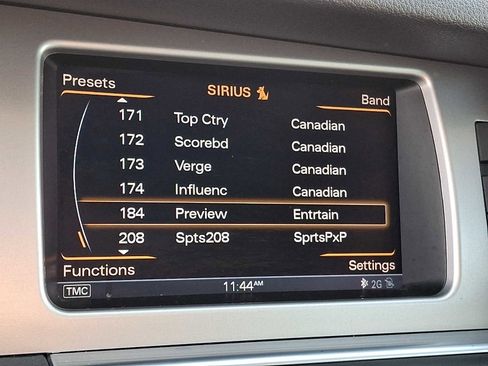 Presets
SIRIUS
Band
171 Top Ctry Canadian
172 Scorebd Canadian
173 Verge Canadian
174 Influenc Canadian
184 Preview Entrtain
208 Spts208 SprtsPxP
Functions
Settings
TMC
11:44AM
2G